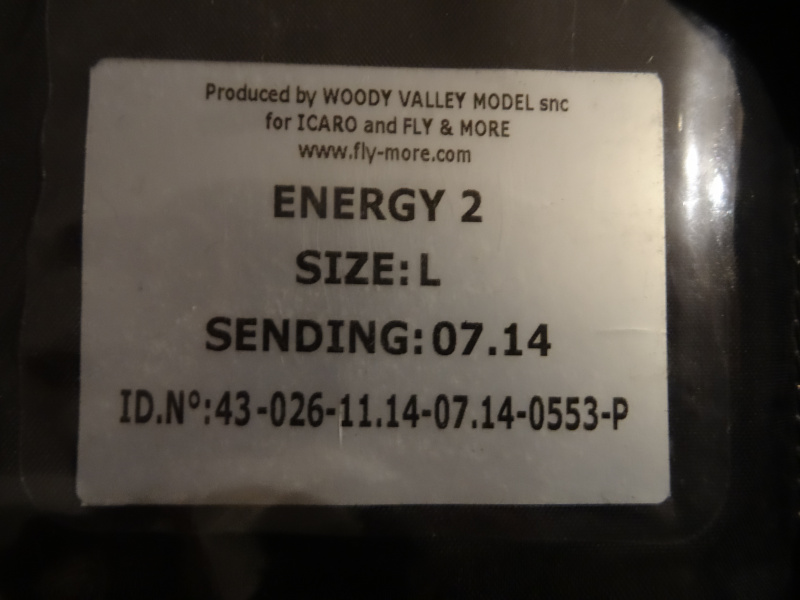 Produced by WOODY VALLEY MODEL snc
for ICARO and FLY & MORE
www.fly-more.com
ENERGY 2
SIZE: L
SENDING: 07.14
ID.Nº:43-026-11.14-07.14-0553-P